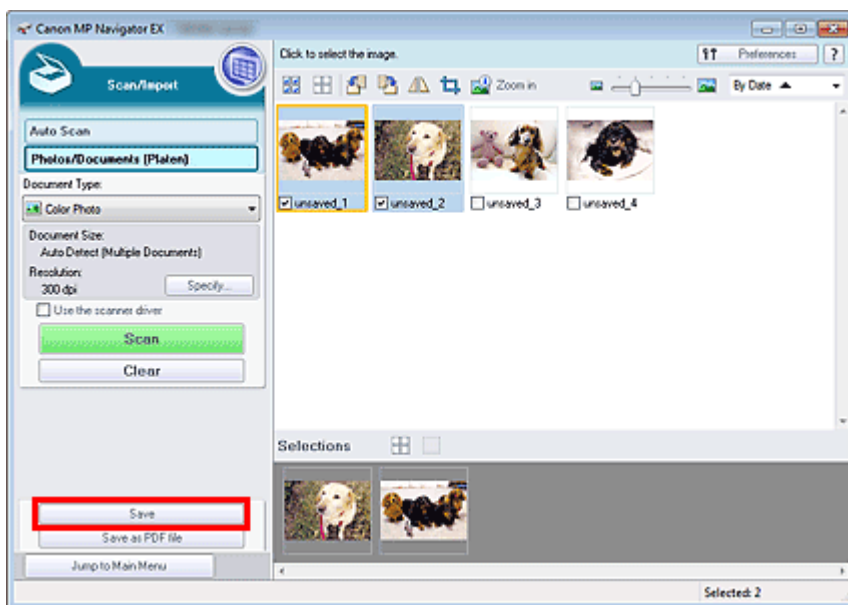 Canon MP Navigator EX
Scan/Import
Auto Scan
Photos/Documents (Platen)
Document Type:
Color Photo
Document Size:
Auto Detect (Multiple Documents)
Resolution:
300 dpi
Specify...
Use the scanner driver
Scan
Clear
Save
Save as PDF file
Jump to Main Menu
Click to select the image.
Preferences
?
Zoom in
By Date
unsaved_1
unsaved_2
unsaved_3
unsaved_4
Selections
Selected: 2